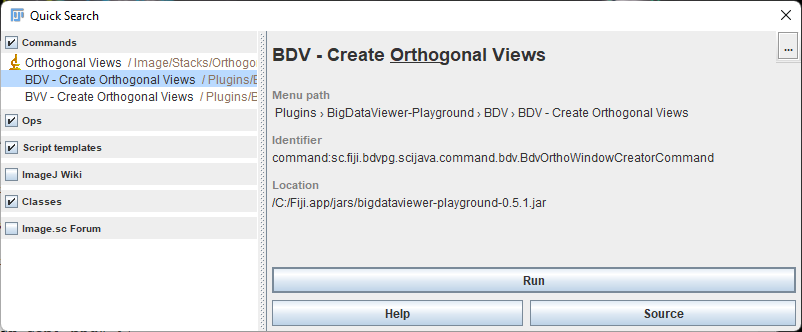 Quick Search
Commands
Orthogonal Views / Image/Stacks/Orthogo
BDV - Create Orthogonal Views / Plugins/B
BVV - Create Orthogonal Views / Plugins/E
Ops
Script templates
ImageJ Wiki
Classes
Image.sc Forum
BDV - Create Orthogonal Views
...
Menu path
Plugins › BigDataViewer-Playground › BDV › BDV - Create Orthogonal Views
Identifier
command:sc.fiji.bdvpg.scijava.command.bdv.BdvOrthoWindowCreatorCommand
Location
/C:/Fiji.app/jars/bigdataviewer-playground-0.5.1.jar
Run
Help Source